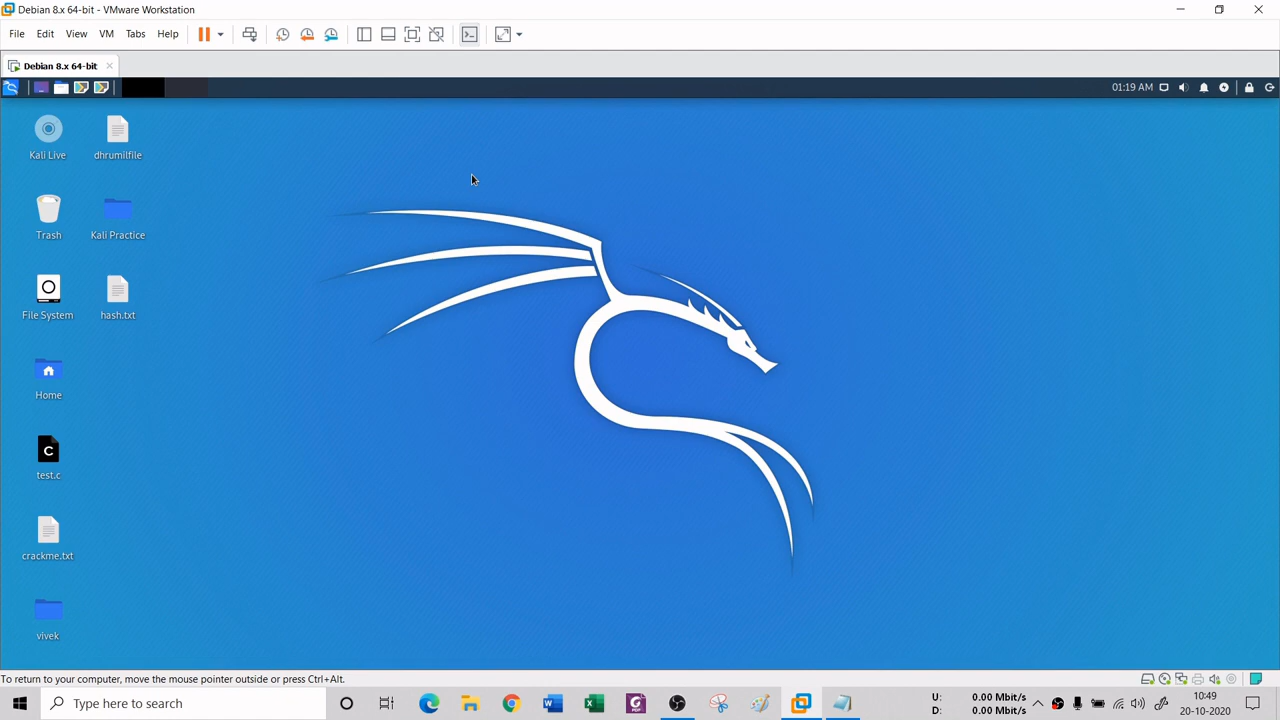 Debian 8.x 64-bit - VMware Workstation
File Edit View VM Tabs Help
Debian 8.x 64-bit
01:19 AM
Kali Live
dhrumilfile
Trash
Kali Practice
File System
hash.txt
Home
C
test.c
crackme.txt
vivek
To return to your computer, move the mouse pointer outside or press Ctrl+Alt.
Type here to search
U: 0.00 Mbit/s
D: 0.00 Mbit/s
10:49
20-10-2020